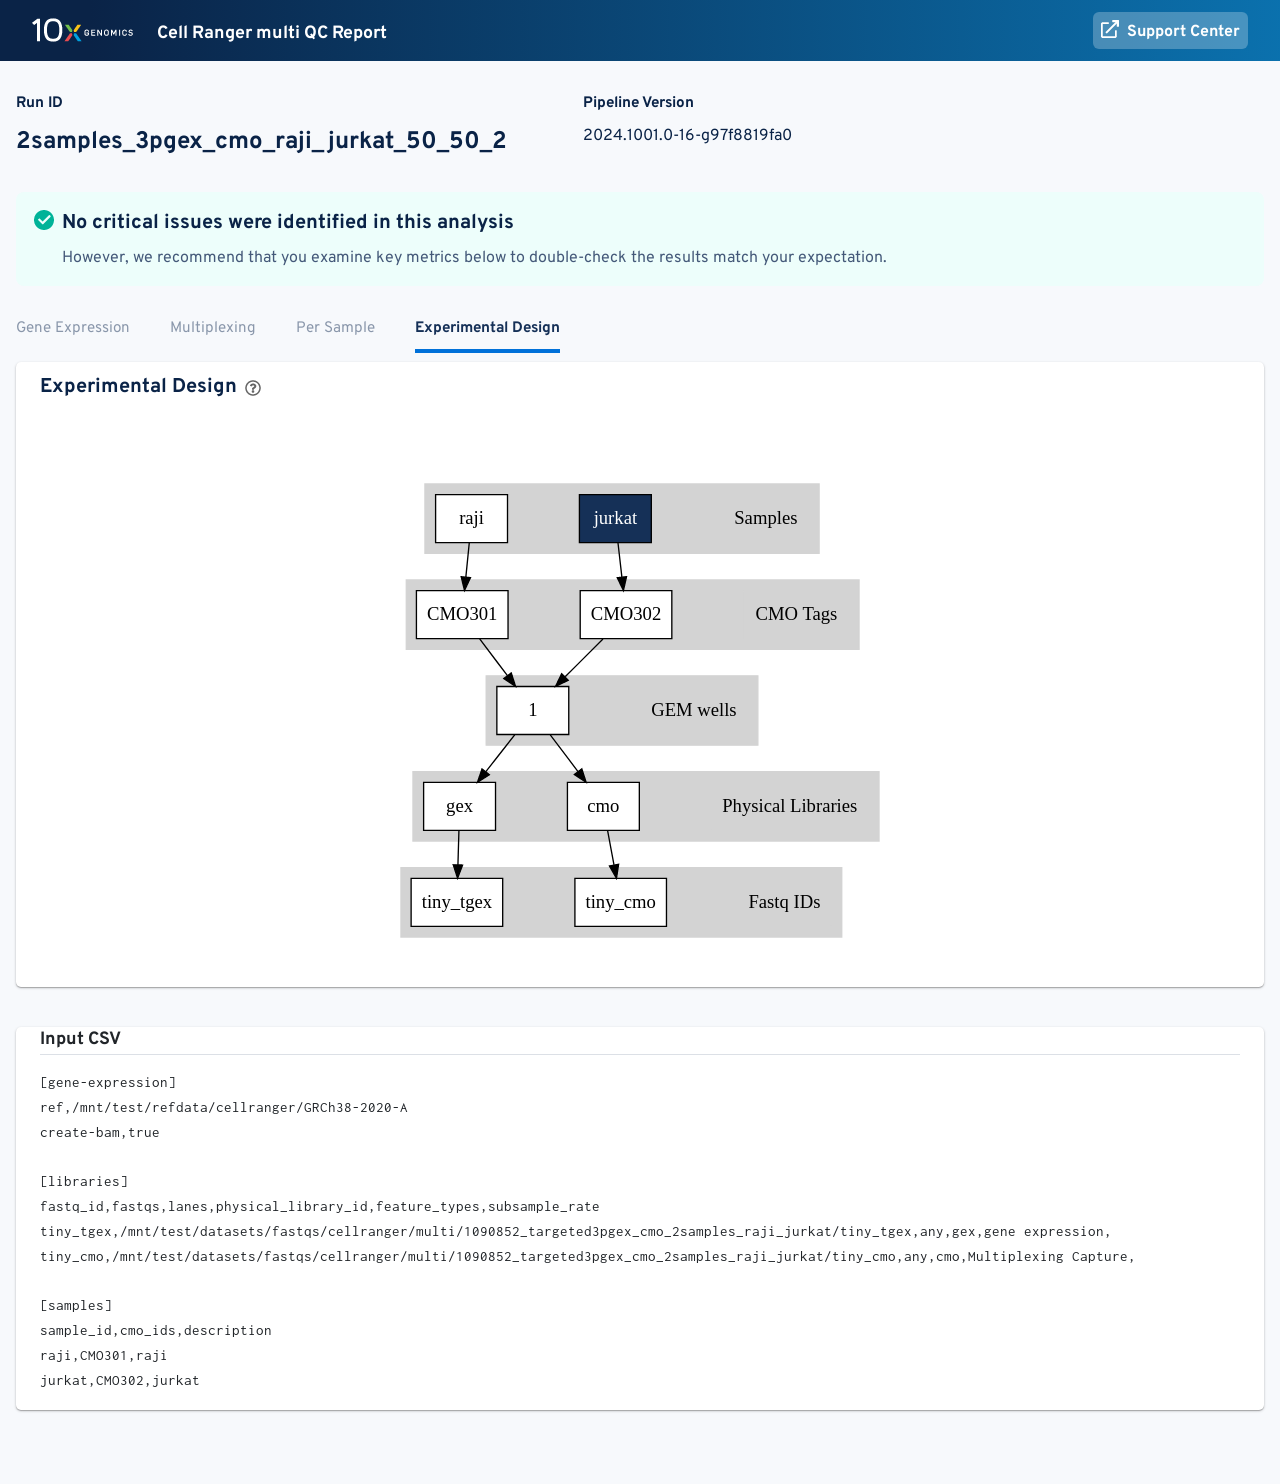 10x GENOMICS Cell Ranger multi QC Report Support Center
Run ID Pipeline Version
2samples_3pgex_cmo_raji_jurkat_50_50_2 2024.1001.0-16-g97f8819fa0
No critical issues were identified in this analysis
However, we recommend that you examine key metrics below to double-check the results match your expectation.
Gene Expression Multiplexing Per Sample Experimental Design
Experimental Design ?
raji jurkat Samples
CMO301 CMO302 CMO Tags
1 GEM wells
gex cmo Physical Libraries
tiny_tgex tiny_cmo Fastq IDs
Input CSV
[gene-expression]
ref,/mnt/test/refdata/cellranger/GRCh38-2020-A
create-bam,true
[libraries]
fastq_id,fastqs,lanes,physical_library_id,feature_types,subsample_rate
tiny_tgex,/mnt/test/datasets/fastqs/cellranger/multi/1090852_targeted3pgex_cmo_2samples_raji_jurkat/tiny_tgex,any,gex,gene expression,
tiny_cmo,/mnt/test/datasets/fastqs/cellranger/multi/1090852_targeted3pgex_cmo_2samples_raji_jurkat/tiny_cmo,any,cmo,Multiplexing Capture,
[samples]
sample_id,cmo_ids,description
raji,CMO301,raji
jurkat,CMO302,jurkat